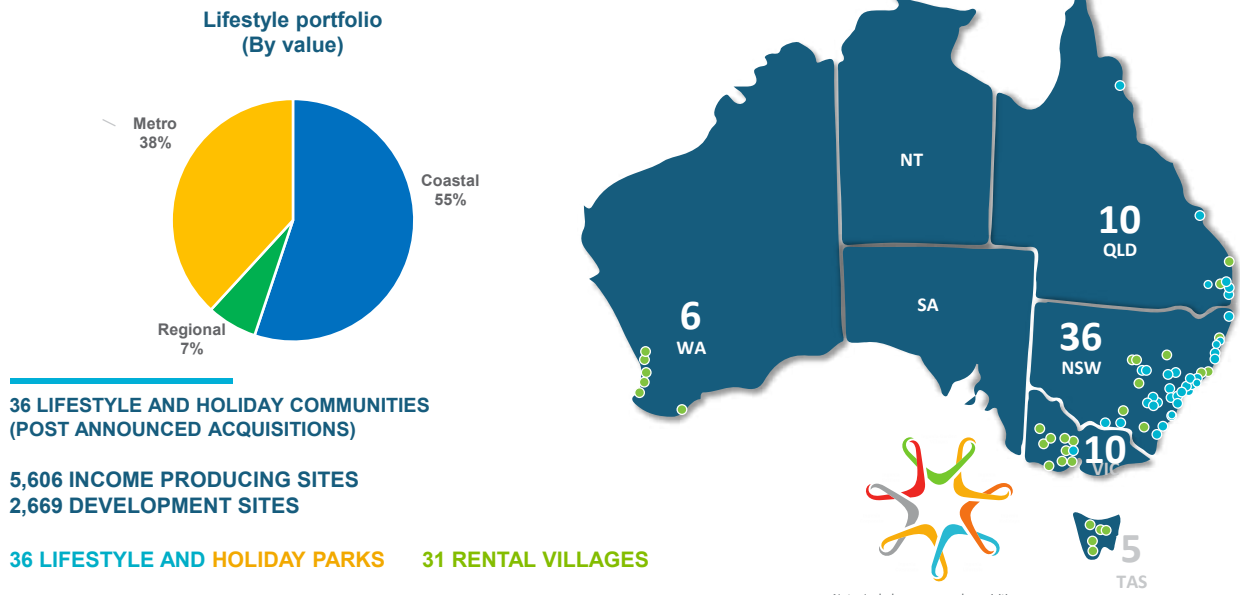 Lifestyle portfolio
(By value)
Metro
38%
Coastal
55%
Regional
7%
36 LIFESTYLE AND HOLIDAY COMMUNITIES
(POST ANNOUNCED ACQUISITIONS)
5,606 INCOME PRODUCING SITES
2,669 DEVELOPMENT SITES
36 LIFESTYLE AND HOLIDAY PARKS
31 RENTAL VILLAGES
NT
10
QLD
SA
6
WA
36
NSW
10
VIC
5
TAS